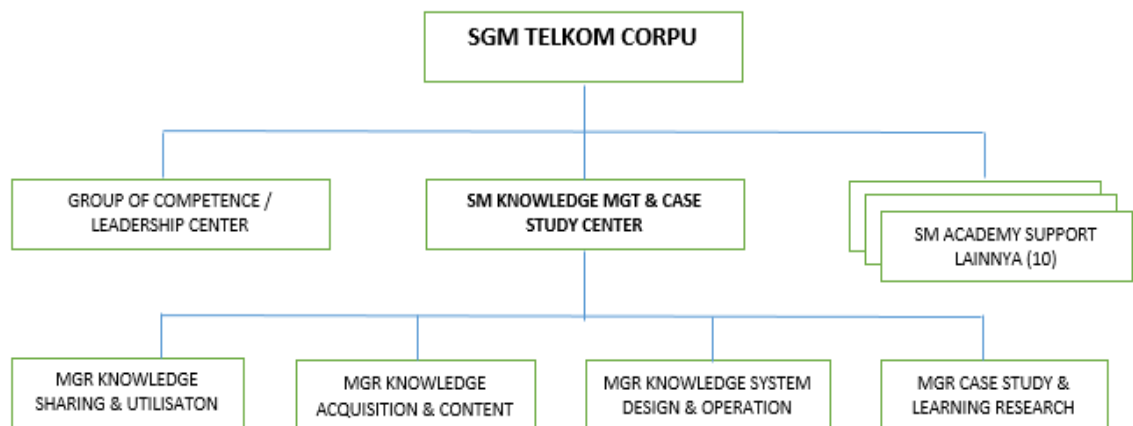 SGM TELKOM CORPU
GROUP OF COMPETENCE /
LEADERSHIP CENTER
SM KNOWLEDGE MGT & CASE
STUDY CENTER
SM ACADEMY SUPPORT
LAINNYA (10)
MGR KNOWLEDGE
SHARING & UTILISATON
MGR KNOWLEDGE
ACQUISITION & CONTENT
MGR KNOWLEDGE SYSTEM
DESIGN & OPERATION
MGR CASE STUDY &
LEARNING RESEARCH